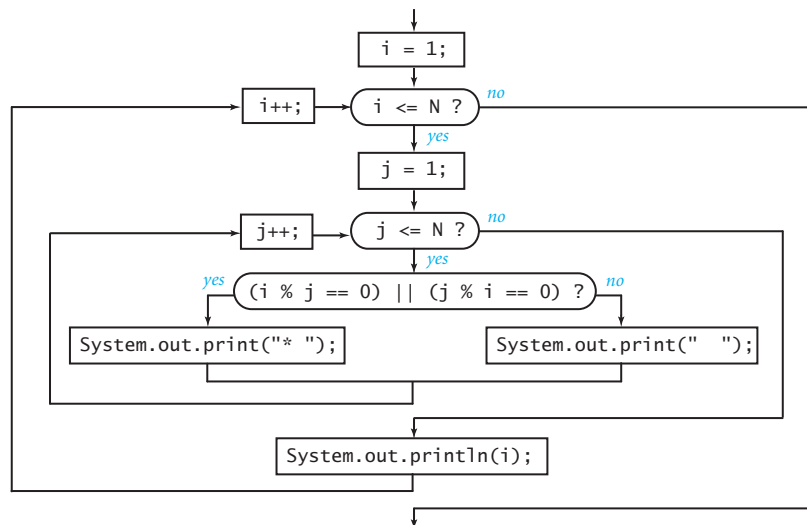 i = 1;
i++;
i <= N ?
no
yes
j = 1;
j++;
j <= N ?
no
yes
yes
(i % j == 0) || (j % i == 0) ?
no
System.out.print("* ");
System.out.print("  ");
System.out.println(i);